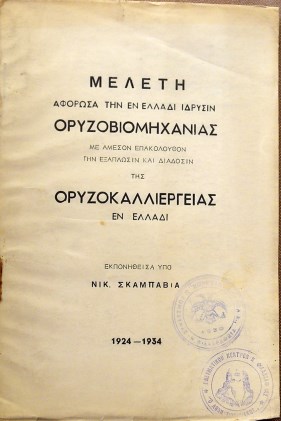 ΜΕΛΕΤΗ
ΑΦΟΡΩΣΑ ΤΗΝ ΕΝ ΕΛΛΑΔΙ ΙΔΡΥΣΙΝ
ΟΡΥΖΟΒΙΟΜΗΧΑΝΙΑΣ
ΜΕ ΑΜΕΣΟΝ ΕΠΑΚΟΛΟΥΘΟΝ
ΤΗΝ ΕΞΑΠΛΩΣΙΝ ΚΑΙ ΔΙΑΔΟΣΙΝ
ΤΗΣ
ΟΡΥΖΟΚΑΛΛΙΕΡΓΕΙΑΣ
ΕΝ ΕΛΛΑΔΙ
ΕΚΠΟΝΗΘΕΙΣΑ ΥΠΟ
ΝΙΚ. ΣΚΑΜΠΑΒΙΑ
1924—1934